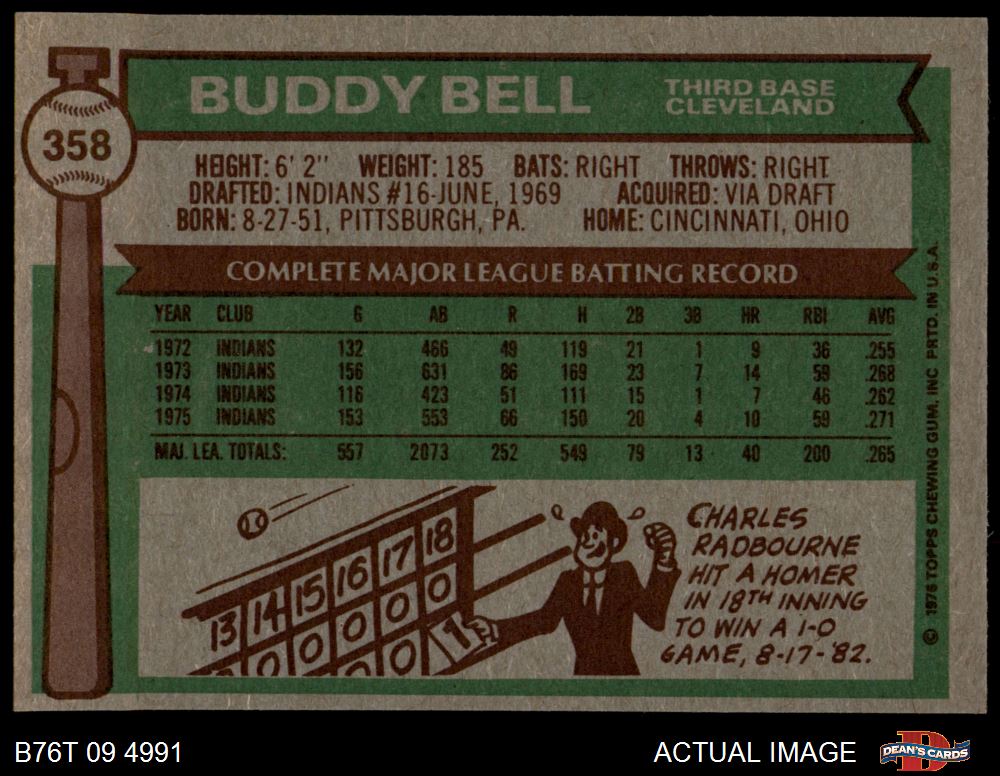 BUDDY BELL
THIRD BASE
CLEVELAND
358
HEIGHT: 6' 2" WEIGHT: 185 BATS: RIGHT THROWS: RIGHT
DRAFTED: INDIANS #16-JUNE, 1969 ACQUIRED: VIA DRAFT
BORN: 8-27-51, PITTSBURGH, PA. HOME: CINCINNATI, OHIO
COMPLETE MAJOR LEAGUE BATTING RECORD
YEAR CLUB G AB R H 2B 3B HR RBI AVG
1972 INDIANS 132 466 49 119 21 1 9 36 .255
1973 INDIANS 156 631 86 169 23 7 14 59 .268
1974 INDIANS 116 423 51 111 15 1 7 46 .262
1975 INDIANS 153 553 66 150 20 4 10 59 .271
MAJ. LEA. TOTALS: 557 2073 252 549 79 13 40 200 .265
13 14 15 16 17 18
0 0 0 0 0
0 0 0 0 1
CHARLES
RADBOURNE
HIT A HOMER
IN 18TH INNING
TO WIN A 1-0
GAME, 8-17-'82.
© 1976 TOPPS CHEWING GUM, INC. PRTD. IN U.S.A.
B76T 09 4991
ACTUAL IMAGE
D
DEAN'S CARDS